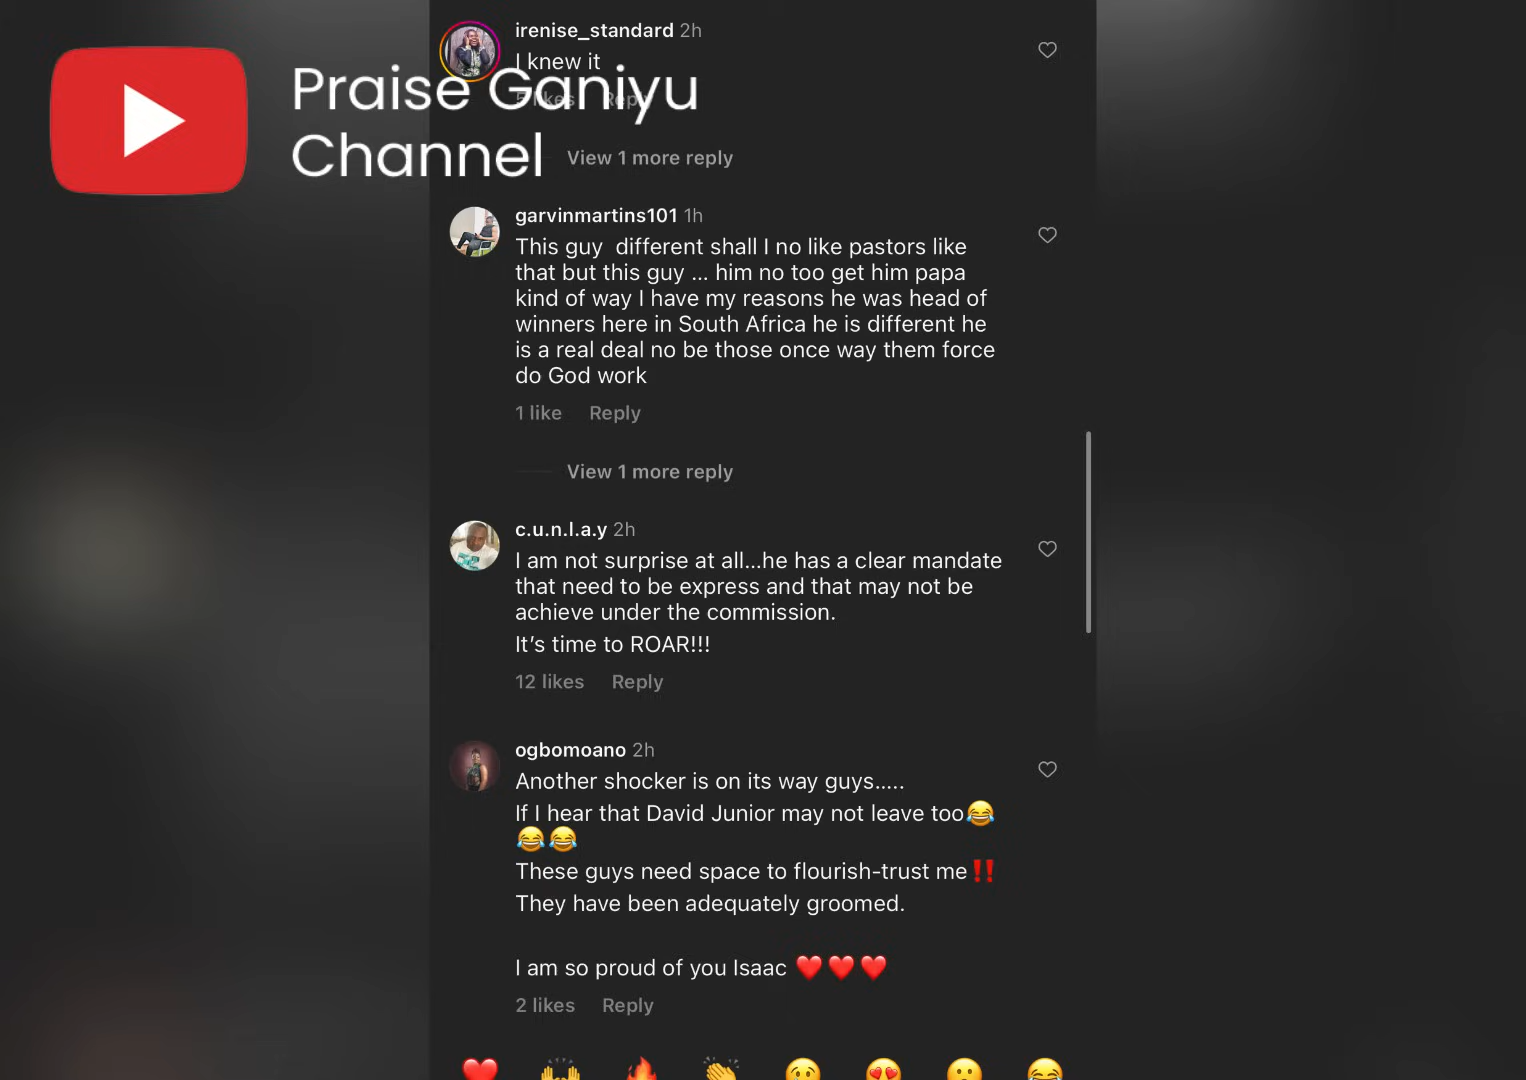 irenise_standard 2h
I knew it
Praise Ganiyu
5 likes Reply
Channel
View 1 more reply
garvinmartins101 1h
This guy  different shall I no like pastors like
that but this guy ... him no too get him papa
kind of way I have my reasons he was head of
winners here in South Africa he is different he
is a real deal no be those once way them force
do God work
1 like Reply
View 1 more reply
c.u.n.l.a.y 2h
I am not surprise at all...he has a clear mandate
that need to be express and that may not be
achieve under the commission.
It’s time to ROAR!!!
12 likes Reply
ogbomoano 2h
Another shocker is on its way guys.....
If I hear that David Junior may not leave too😂
😂😂
These guys need space to flourish-trust me‼️
They have been adequately groomed.
I am so proud of you Isaac ❤️❤️❤️
2 likes Reply